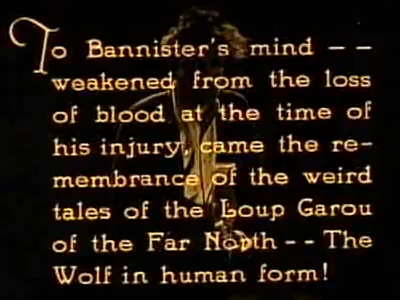 To Bannister's mind --
weakened from the loss
of blood at the time of
his injury, came the re-
membrance of the weird
tales of the Loup Garou
of the Far North -- The
Wolf in human form!